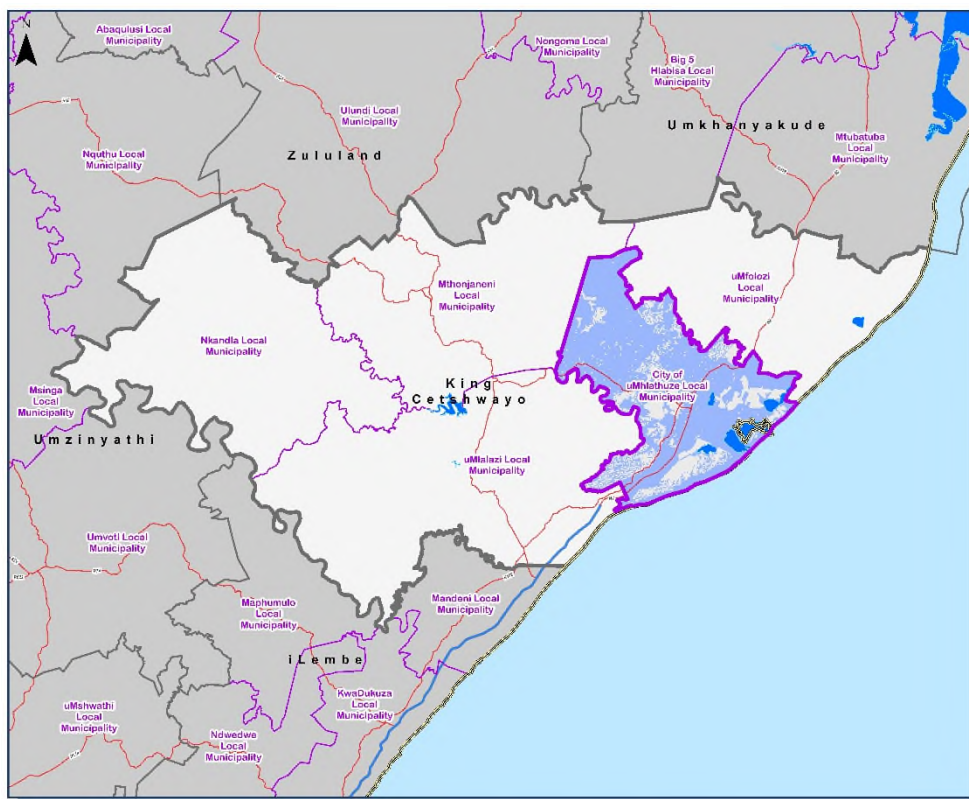 N
Abaqulusi Local
Municipality
Nongoma Local
Municipality
Big 5
Hlabisa Local
Municipality
Ulundi Local
Municipality
Umkhanyakude
Mtubatuba
Local
Municipality
Nquthu Local
Municipality
Zululand
uMfolozi
Local
Municipality
Mthonjaneni
Local
Municipality
Nkandla Local
Municipality
City of
uMhlathuze Local
Municipality
King
Cetshwayo
Msinga
Local
Municipality
Umzinyathi
uMlalazi Local
Municipality
Umvoti Local
Municipality
Maphumulo
Local
Municipality
Mandeni Local
Municipality
iLembe
KwaDukuza
Local
Municipality
uMshwathi
Local
Municipality
Ndwedwe
Local
Municipality